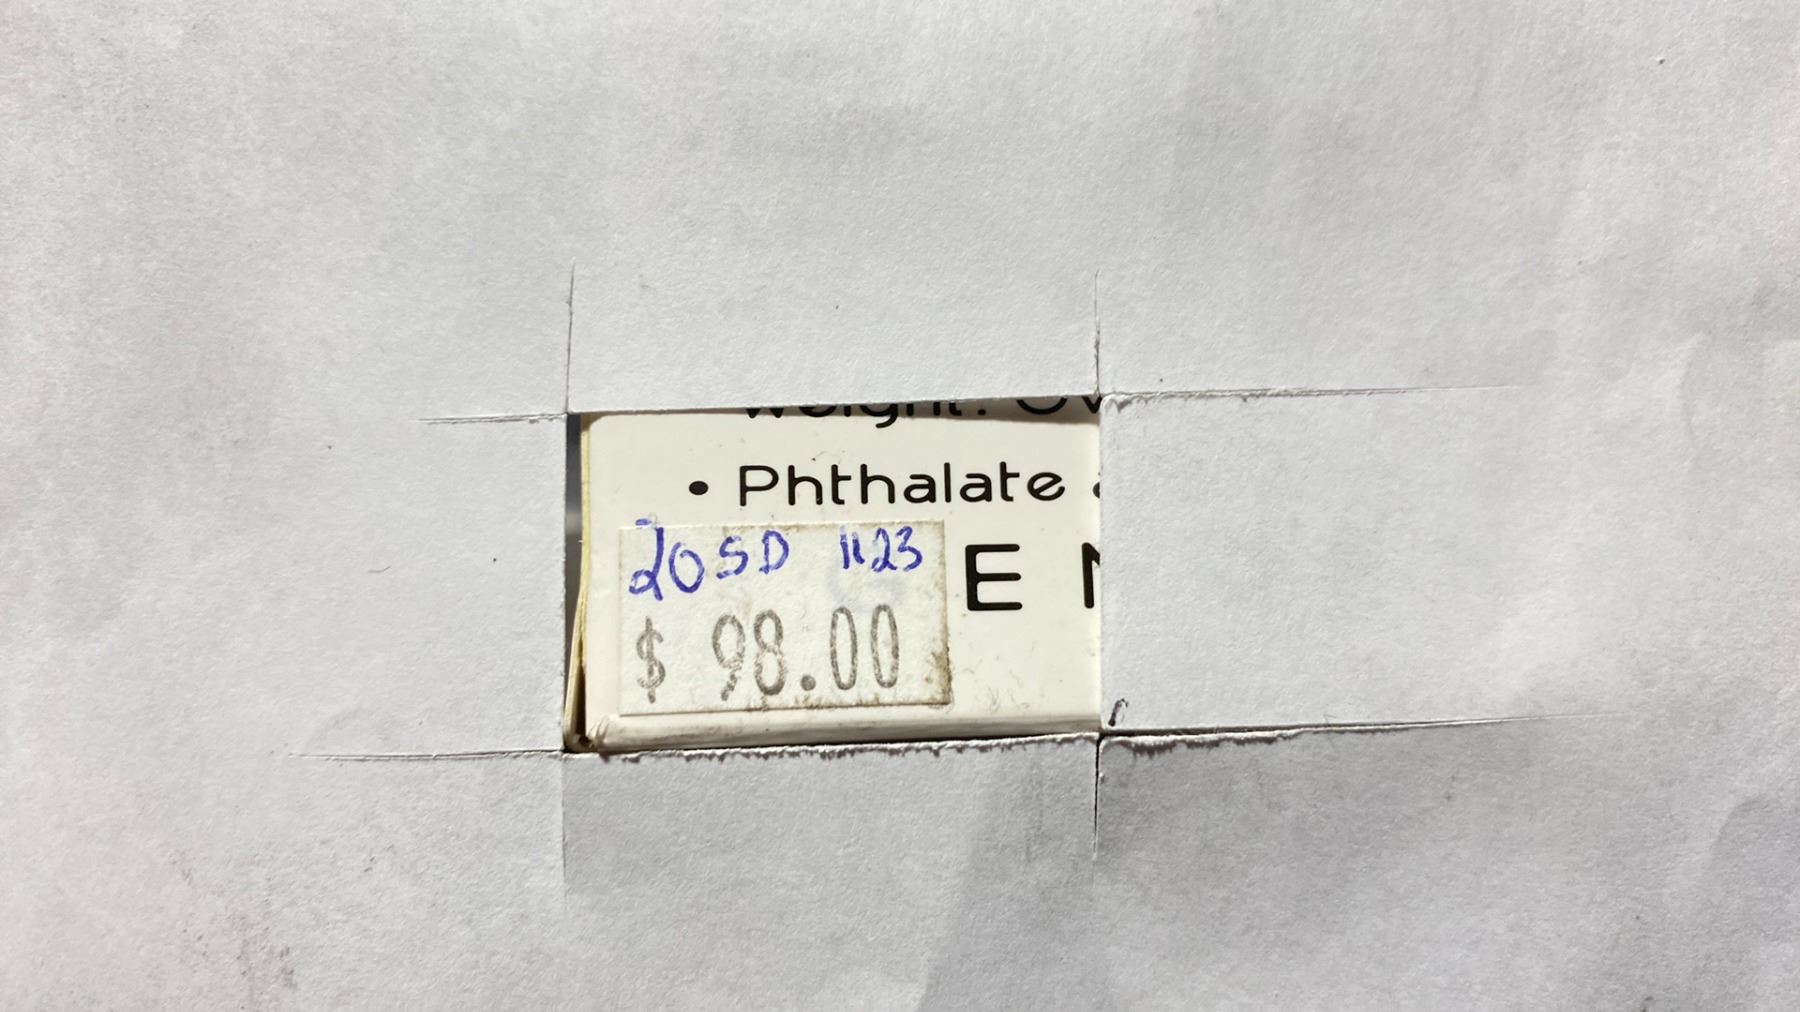 • Phthalate
20SD 1123
E
$ 98.00